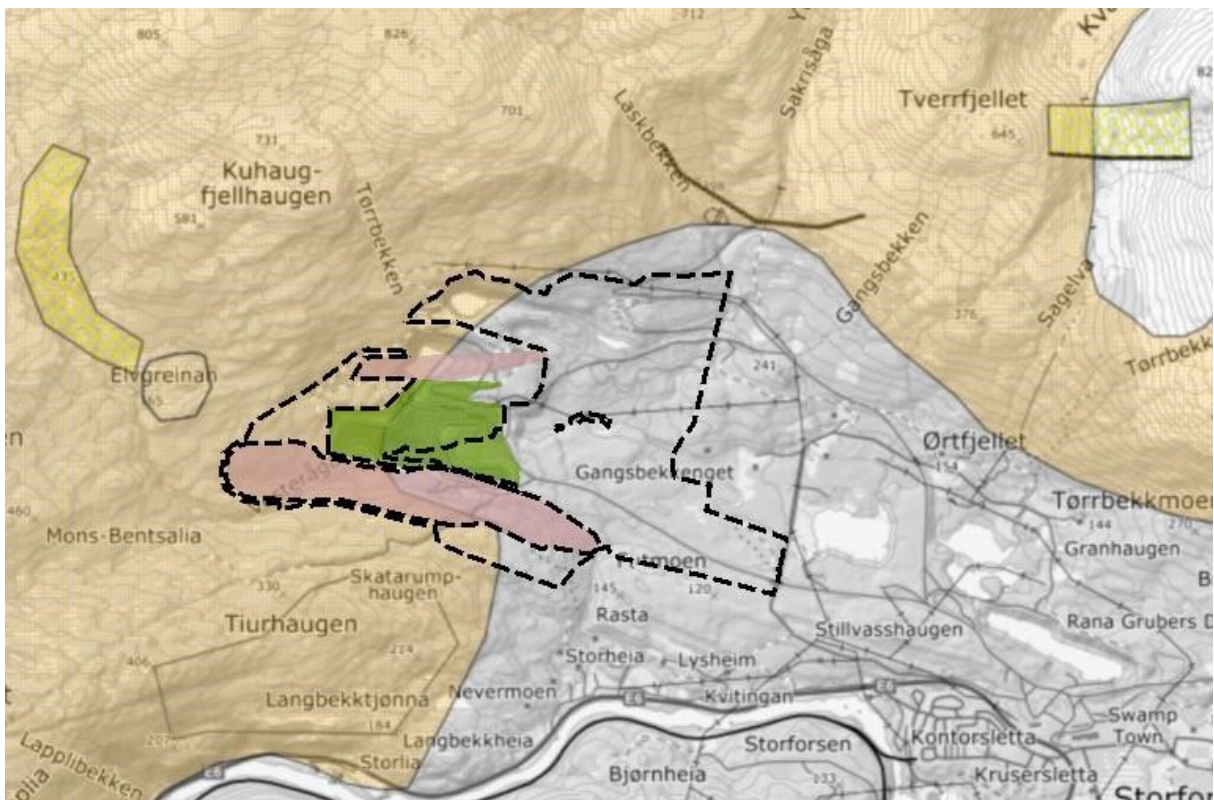 805
826
712
Tverrfjellet
645
Laskbekken
Sakrisåga
701
731
Kuhaug-
fjellhaugen
581
Tørrbekken
Gangsbekken
Sagelva
435
376
Elvgreinan
241
Ørtfjellet
154
Gangsbekkenget
Tørrbekkmoen
144
270
460
Granhaugen
Mons-Bentsalia
330
Skatarump-
haugen
145
120
Rasta
Tiurhaugen
Stillvasshaugen
Rana Grubers
214
406
Storheia
Lysheim
Nevermoen
Kvitingan
Langbekktjønna
184
Langbekkheia
Storforsen
Kontorsletta
Swamp
Town
Lapplibekken
Storlia
Bjørnheia
133
Krusersletta